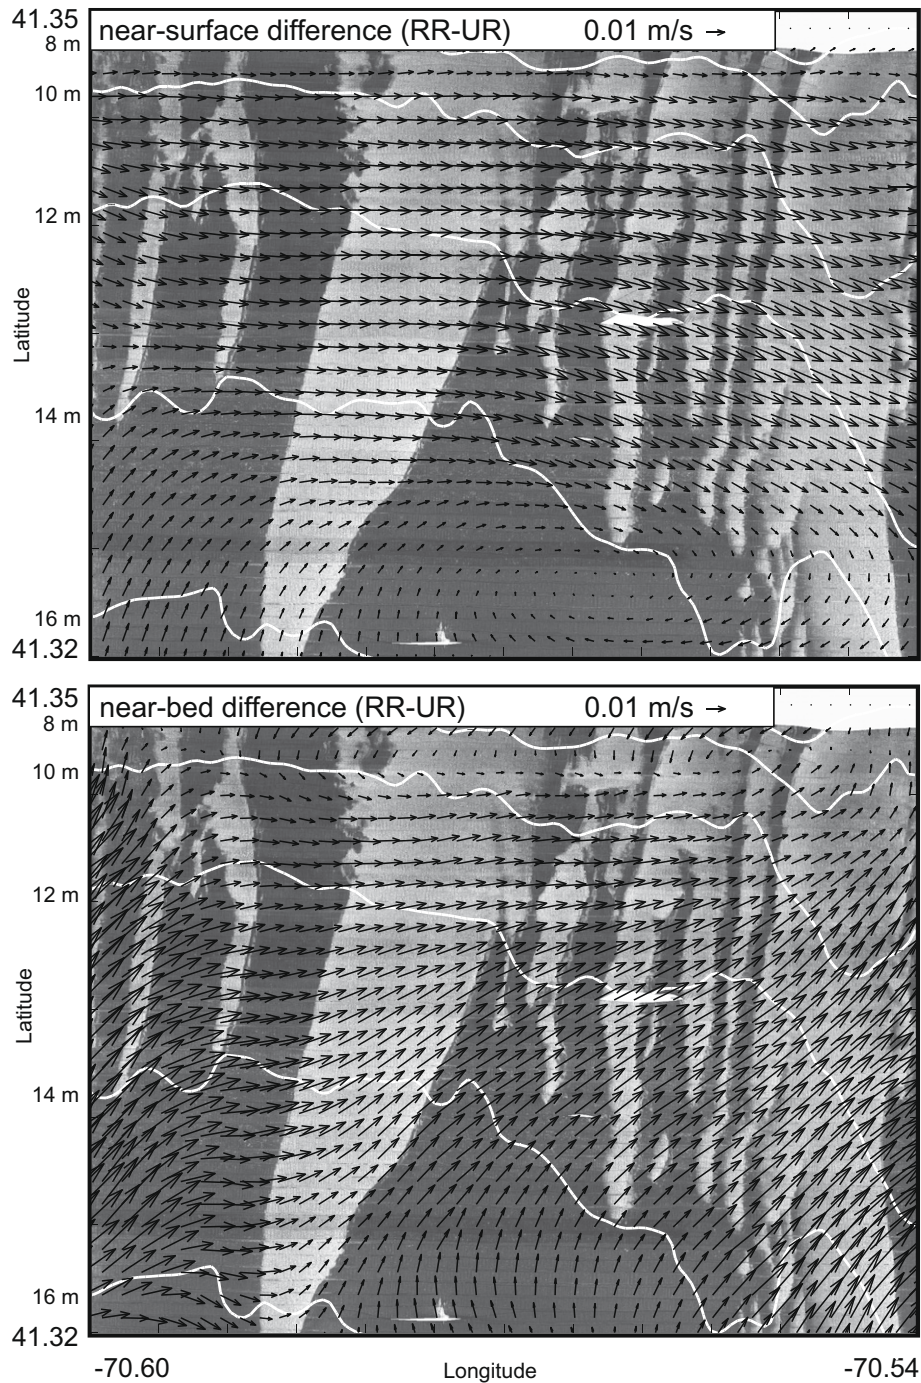 41.35
near-surface difference (RR-UR) 0.01 m/s →
8 m
10 m
12 m
Latitude
14 m
16 m
41.32
41.35
near-bed difference (RR-UR) 0.01 m/s →
8 m
10 m
12 m
Latitude
14 m
16 m
41.32
-70.60 Longitude -70.54